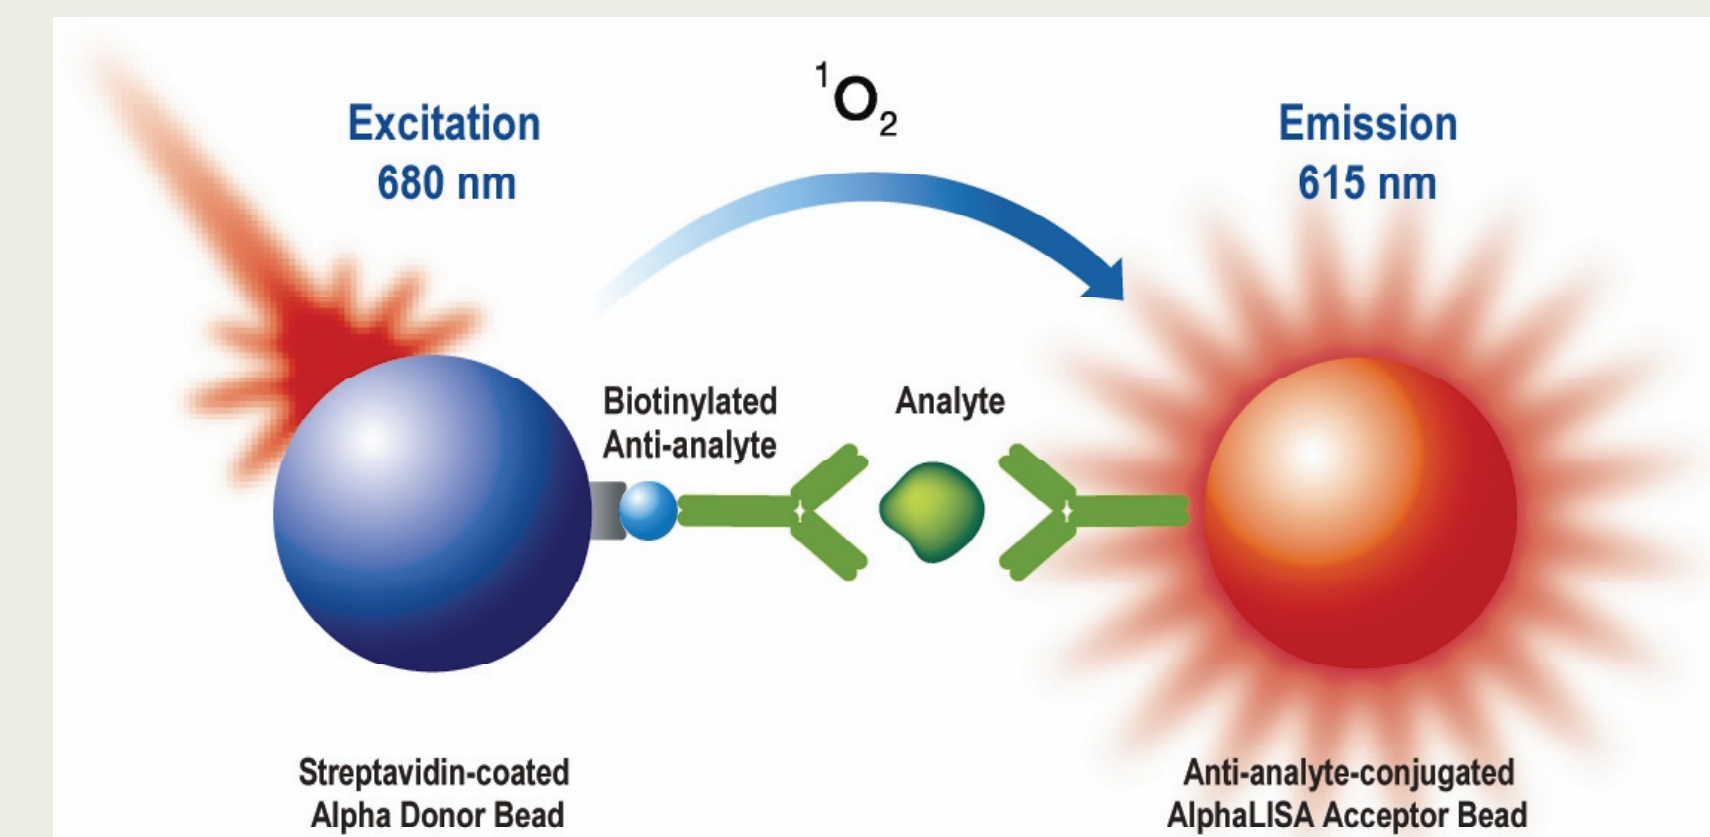 Excitation
680 nm
¹O₂
Emission
615 nm
Biotinylated
Anti-analyte
Analyte
Streptavidin-coated
Alpha Donor Bead
Anti-analyte-conjugated
AlphaLISA Acceptor Bead